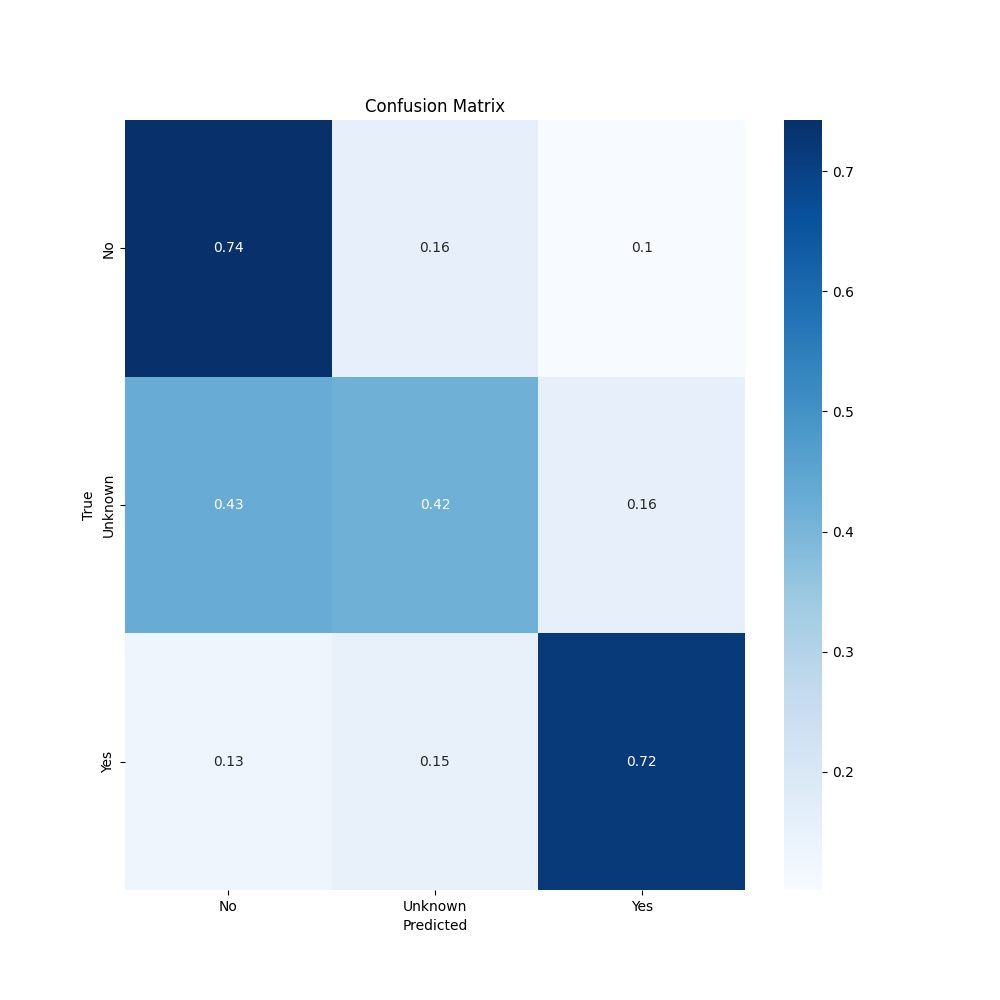 Confusion Matrix
No 0.74 0.16 0.1
True
Unknown 0.43 0.42 0.16
Yes 0.13 0.15 0.72
No Unknown Yes
Predicted
0.7
0.6
0.5
0.4
0.3
0.2